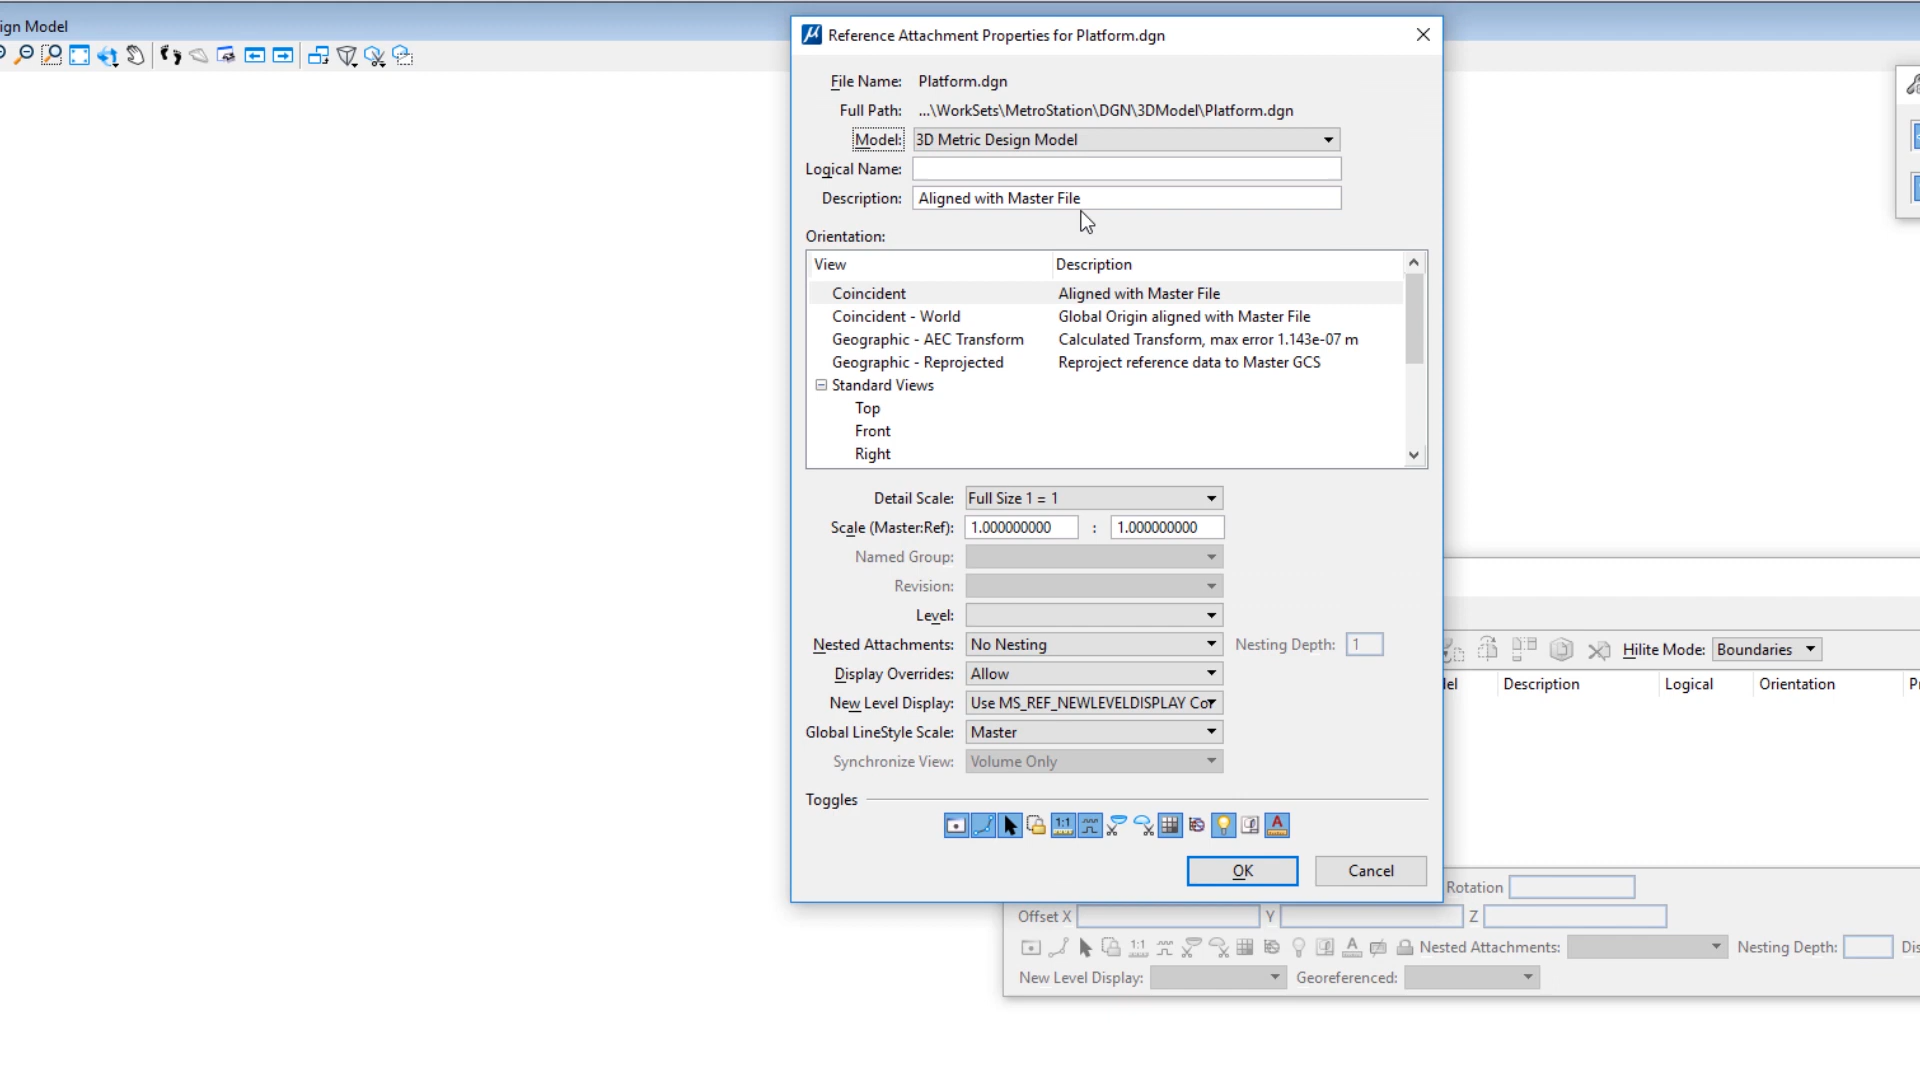 ign Model
Reference Attachment Properties for Platform.dgn
File Name: Platform.dgn
Full Path: ...\WorkSets\MetroStation\DGN\3DModel\Platform.dgn
Model: 3D Metric Design Model
Logical Name:
Description: Aligned with Master File
Orientation:
View Description
Coincident Aligned with Master File
Coincident - World Global Origin aligned with Master File
Geographic - AEC Transform Calculated Transform, max error 1.143e-07 m
Geographic - Reprojected Reproject reference data to Master GCS
Standard Views
Top
Front
Right
Detail Scale: Full Size 1 = 1
Scale (Master:Ref): 1.000000000 : 1.000000000
Named Group:
Revision:
Level:
Nested Attachments: No Nesting Nesting Depth: 1
Hilite Mode: Boundaries
Display Overrides: Allow
del Description Logical Orientation P
New Level Display: Use MS_REF_NEWLEVELDISPLAY Co
Global LineStyle Scale: Master
Synchronize View: Volume Only
Toggles
1:1 A
OK Cancel
Rotation
Offset X Y Z
1:1 A Nested Attachments: Nesting Depth: Dis
New Level Display: Georeferenced: